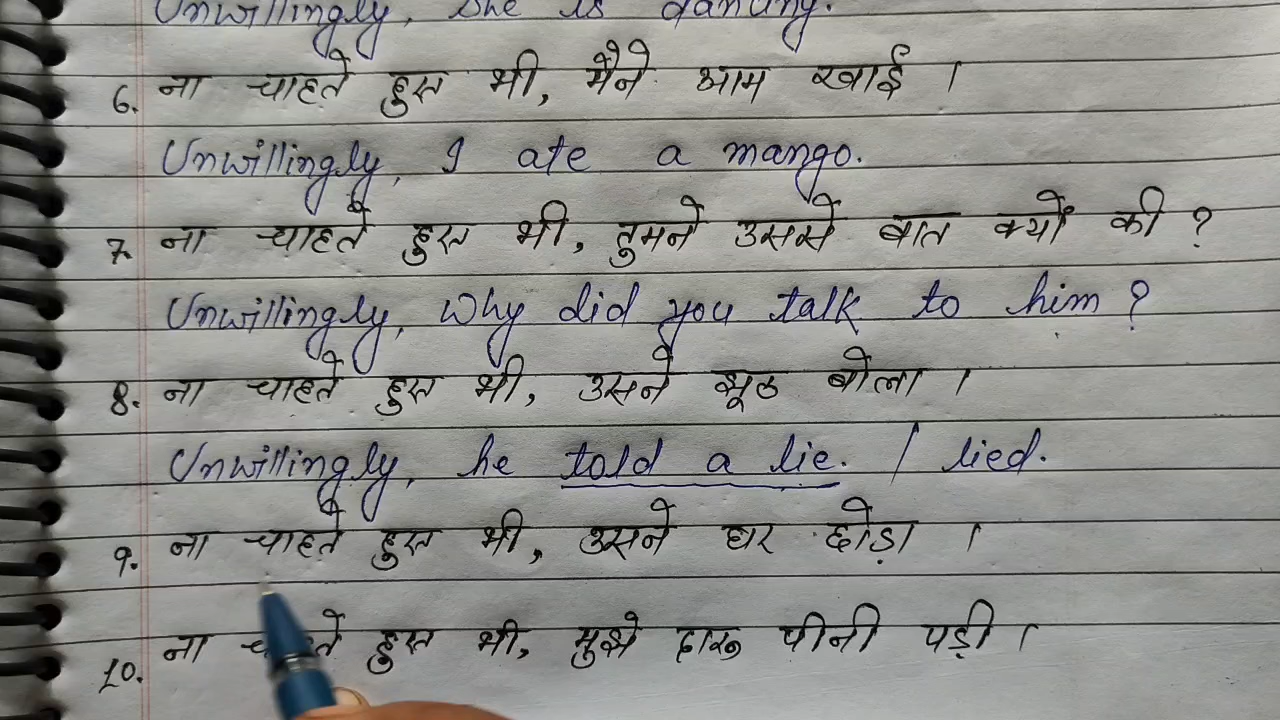 Unwillingly, she is dancing.
6. ना चाहते हुए भी, मैने आम खाई ।
Unwillingly, I ate a mango.
7. ना चाहते हुए भी, तुमने उससे बात क्यों की ?
Unwillingly, why did you talk to him ?
8. ना चाहते हुए भी, उसने झूठ बोला ।
Unwillingly, he told a lie. / lied.
9. ना चाहते हुए भी, उसने घर छोड़ा ।
10. ना चाहते हुए भी, मुझे दारू पीनी पड़ी ।